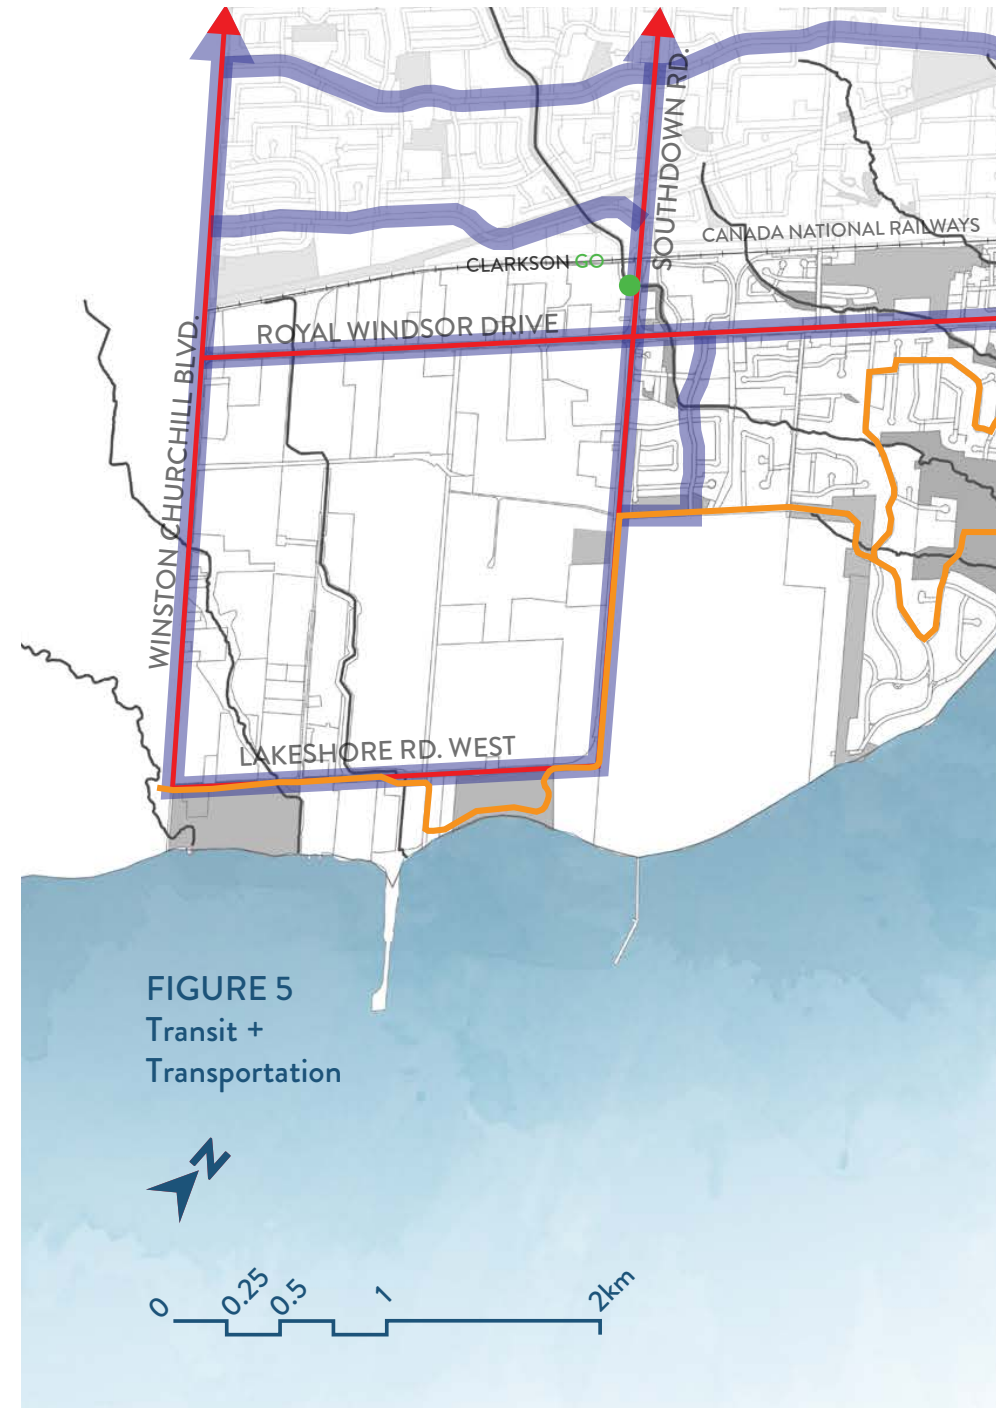 SOUTHDOWN RD.
CANADA NATIONAL RAILWAYS
CLARKSON GO
ROYAL WINDSOR DRIVE
WINSTON CHURCHILL BLVD.
LAKESHORE RD. WEST
FIGURE 5
Transit +
Transportation
N
0 0.25 0.5 1 2km